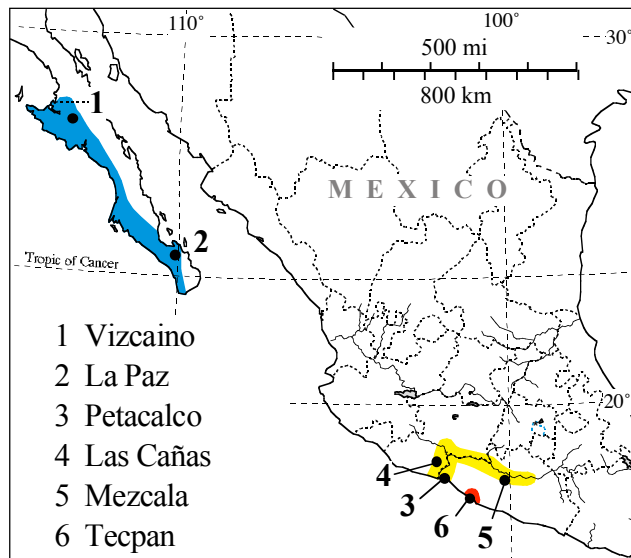 110°
100°
30°
500 mi
800 km
1
MEXICO
2
Tropic of Cancer
1 Vizcaino
2 La Paz
3 Petacalco
4 Las Cañas
5 Mezcala
6 Tecpan
20°
4
3
6
5